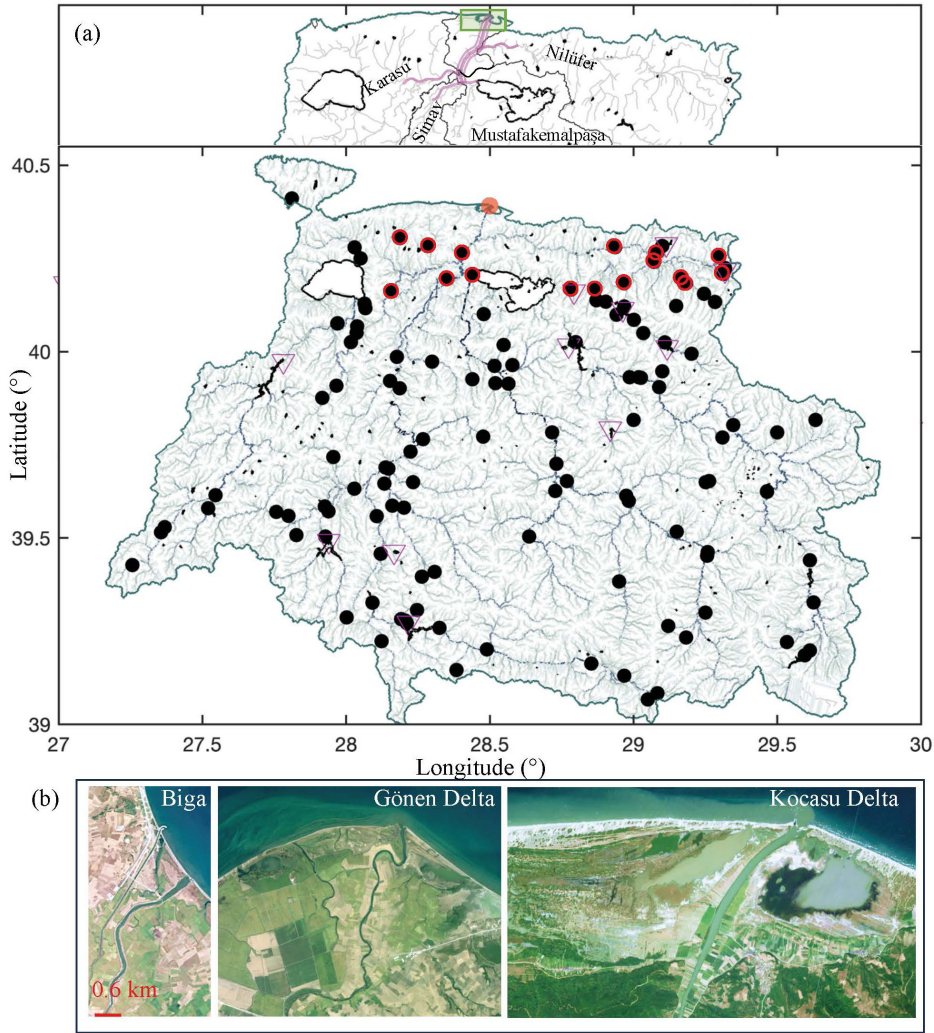 (a)
Karasu
Nilüfer
Simav
Mustafakemalpaşa
40.5
40
39.5
39
Latitude (°)
27
27.5
28
28.5
29
29.5
30
Longitude (°)
(b)
Biga
Gönen Delta
Kocasu Delta
0.6 km